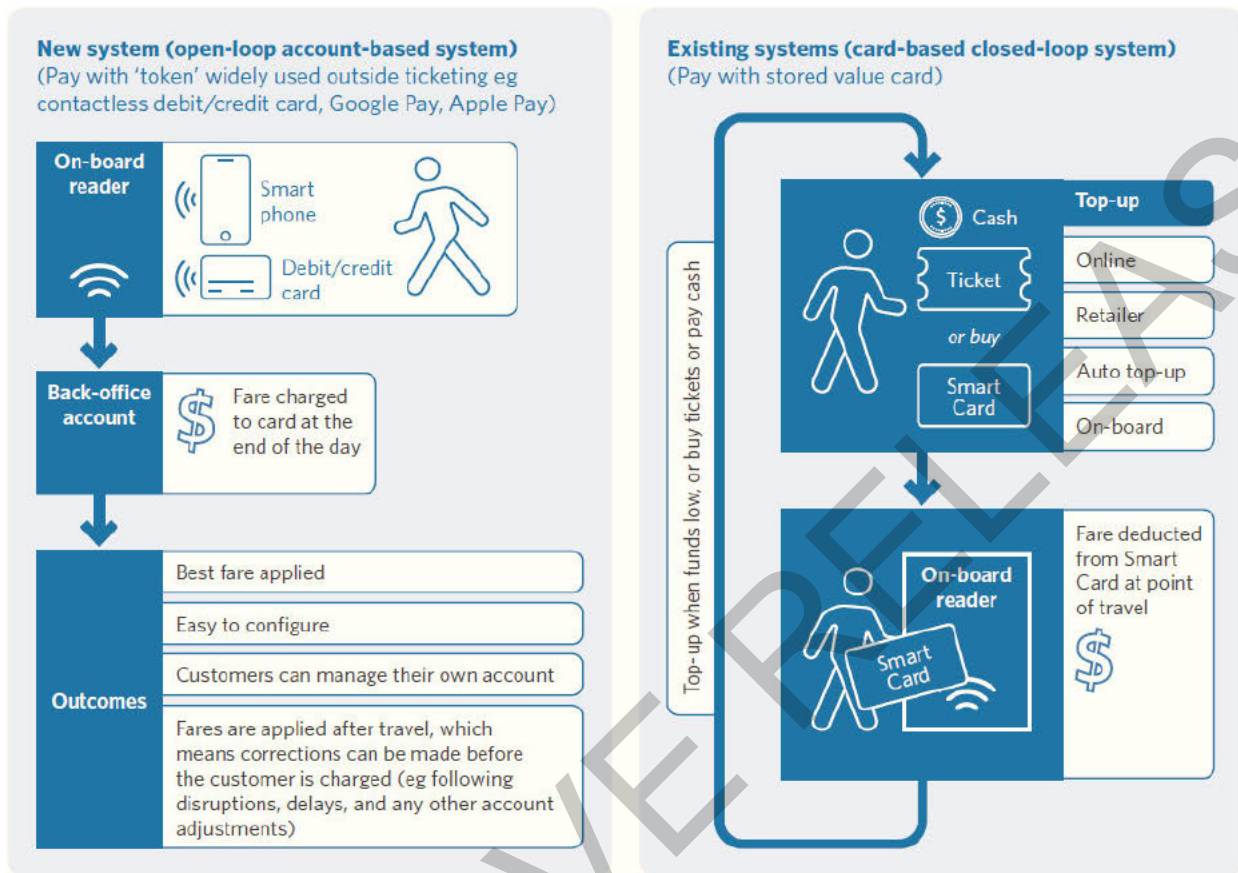 New system (open-loop account-based system)
(Pay with ‘token’ widely used outside ticketing eg
contactless debit/credit card, Google Pay, Apple Pay)
On-board
reader
Smart
phone
Debit/credit
card
Back-office
account
$
Fare charged
to card at the
end of the day
Outcomes
Best fare applied
Easy to configure
Customers can manage their own account
Fares are applied after travel, which
means corrections can be made before
the customer is charged (eg following
disruptions, delays, and any other account
adjustments)
Existing systems (card-based closed-loop system)
(Pay with stored value card)
Top-up when funds low, or buy tickets or pay cash
$ Cash
Ticket
or buy
Smart
Card
Top-up
Online
Retailer
Auto top-up
On-board
On-board
reader
Smart
Card
Fare deducted
from Smart
Card at point
of travel
$
VE RELEAS